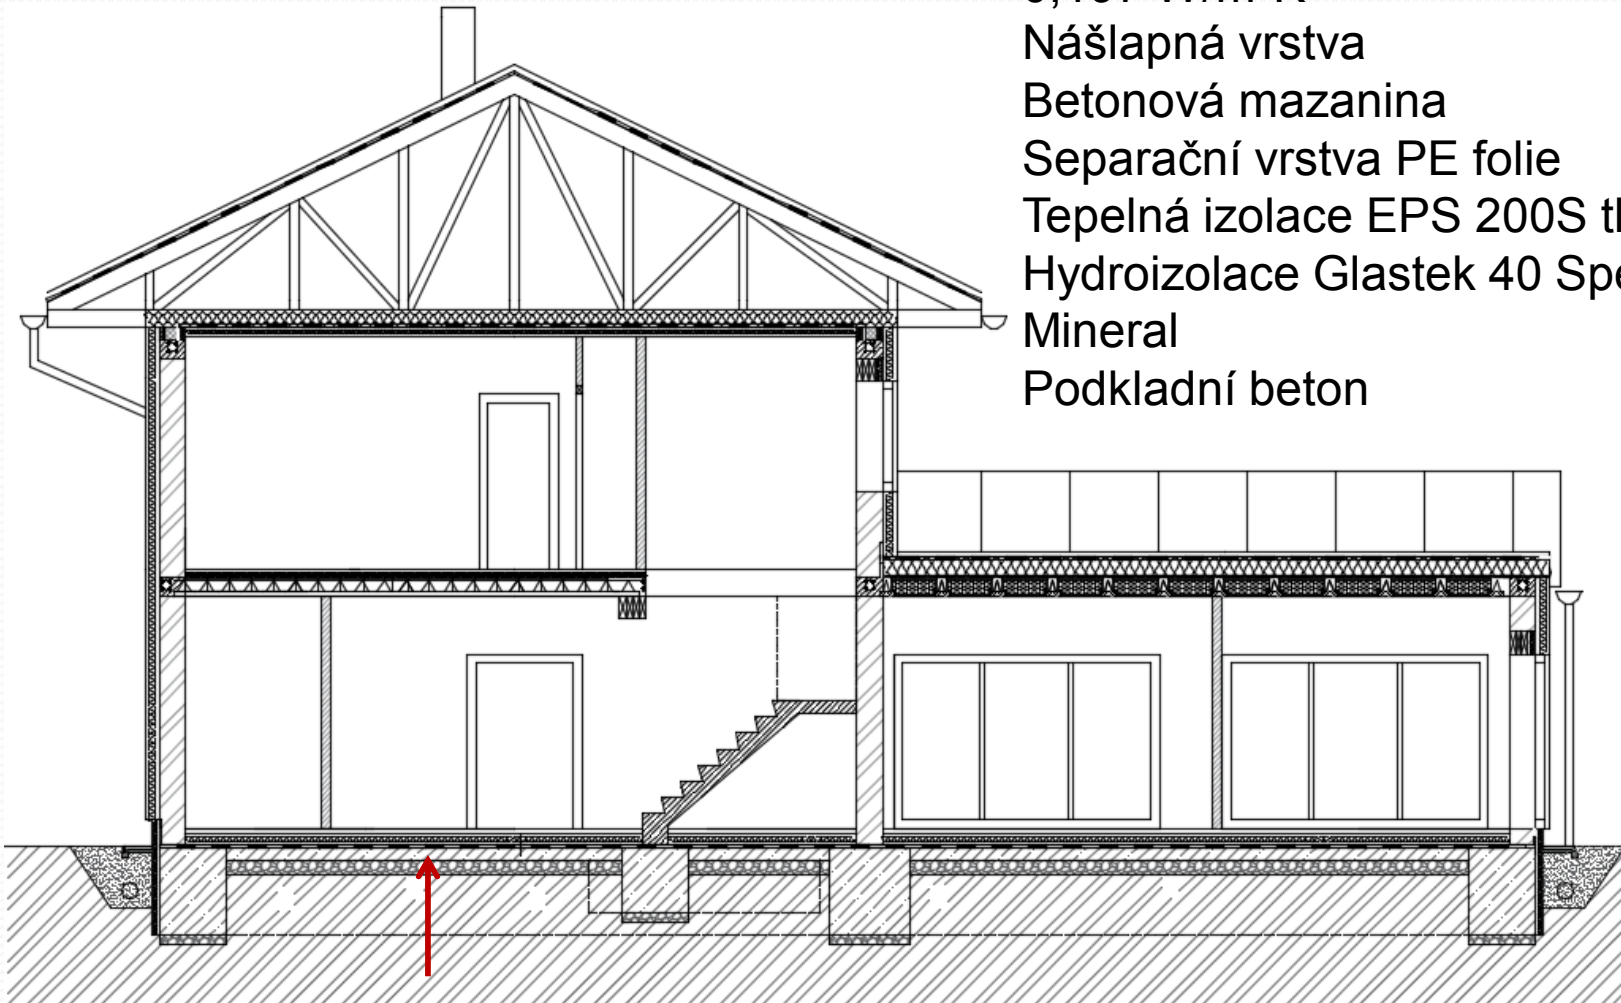 Nášlapná vrstva
Betonová mazanina
Separační vrstva PE folie
Tepelná izolace EPS 200S
Hydroizolace Glastek 40
Mineral
Podkladní beton